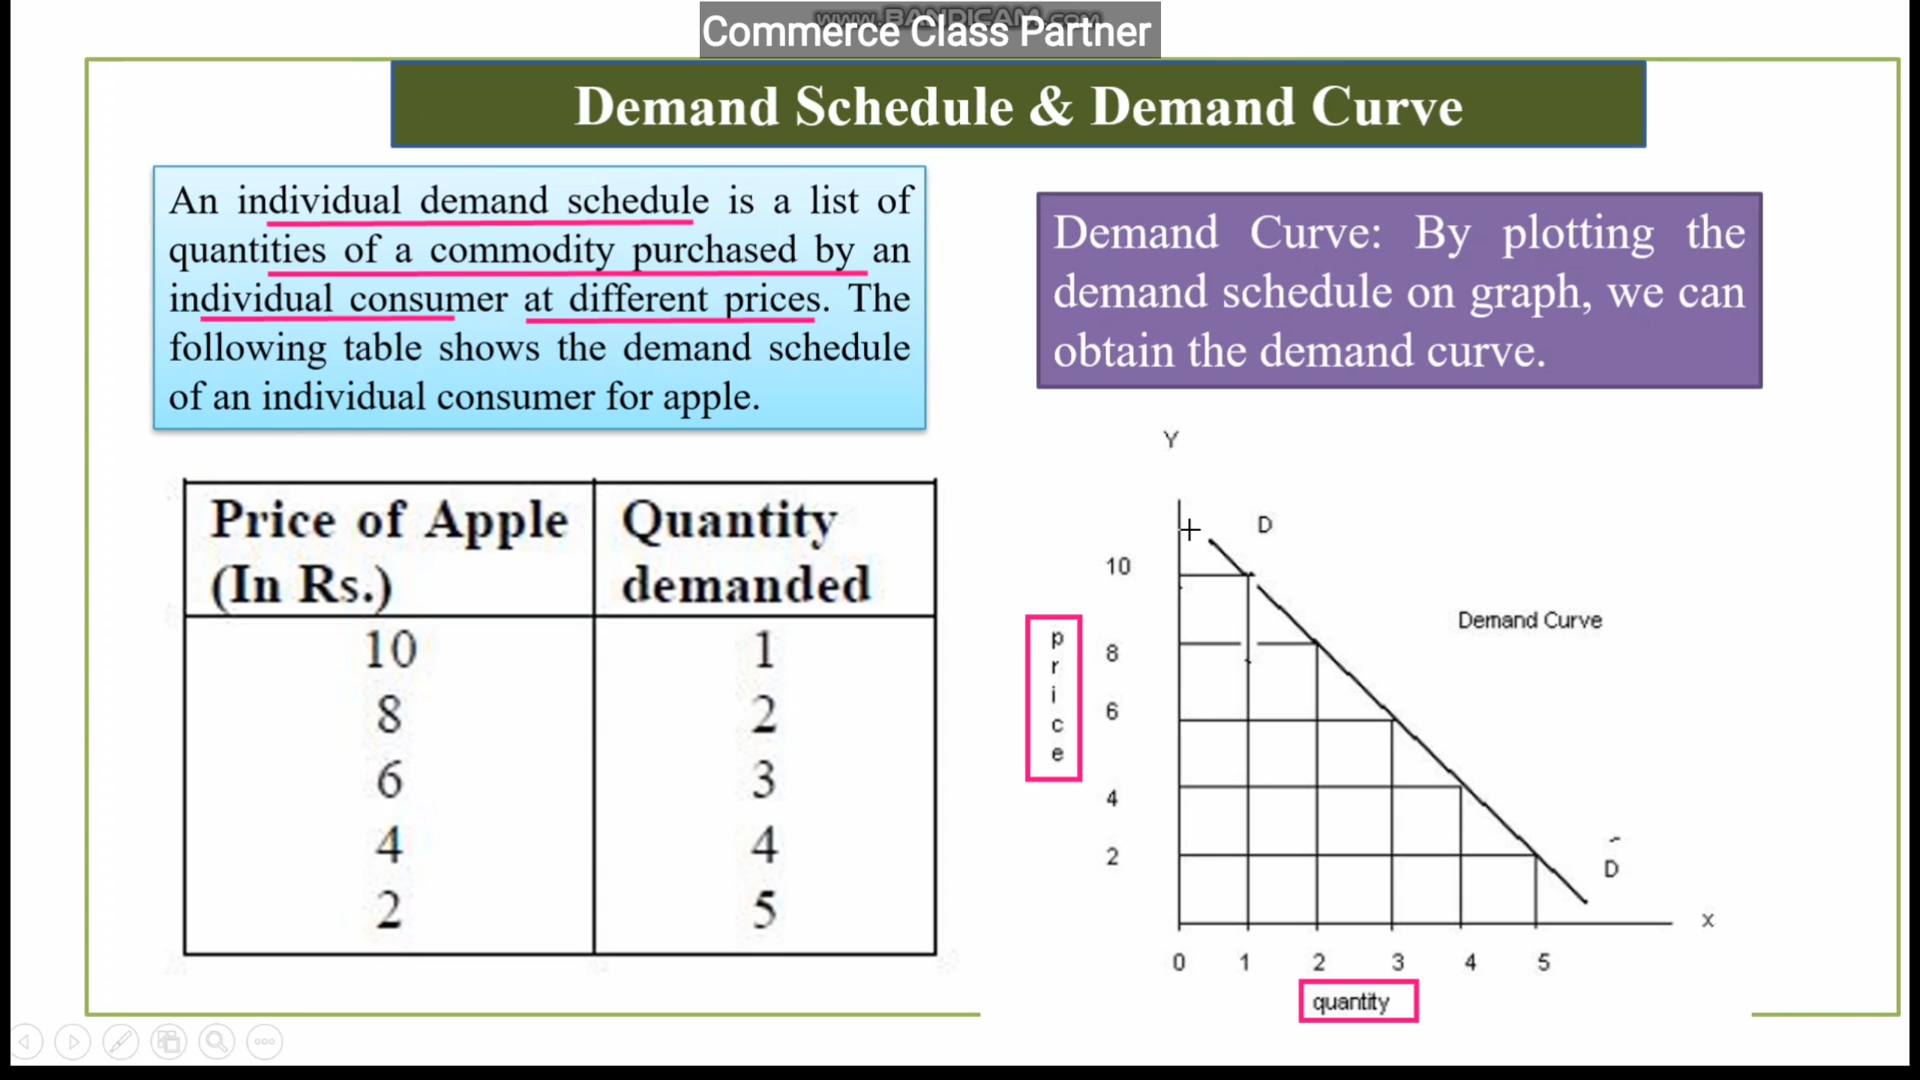 www.BANDICAM.com
Commerce Class Partner
Demand Schedule & Demand Curve
An individual demand schedule is a list of
quantities of a commodity purchased by an
individual consumer at different prices. The
following table shows the demand schedule
of an individual consumer for apple.
Demand Curve: By plotting the
demand schedule on graph, we can
obtain the demand curve.
Price of Apple
(In Rs.)
Quantity
demanded
10 1
8 2
6 3
4 4
2 5
Y
D
10
Demand Curve
8
6
4
2
price
D
X
0 1 2 3 4 5
quantity